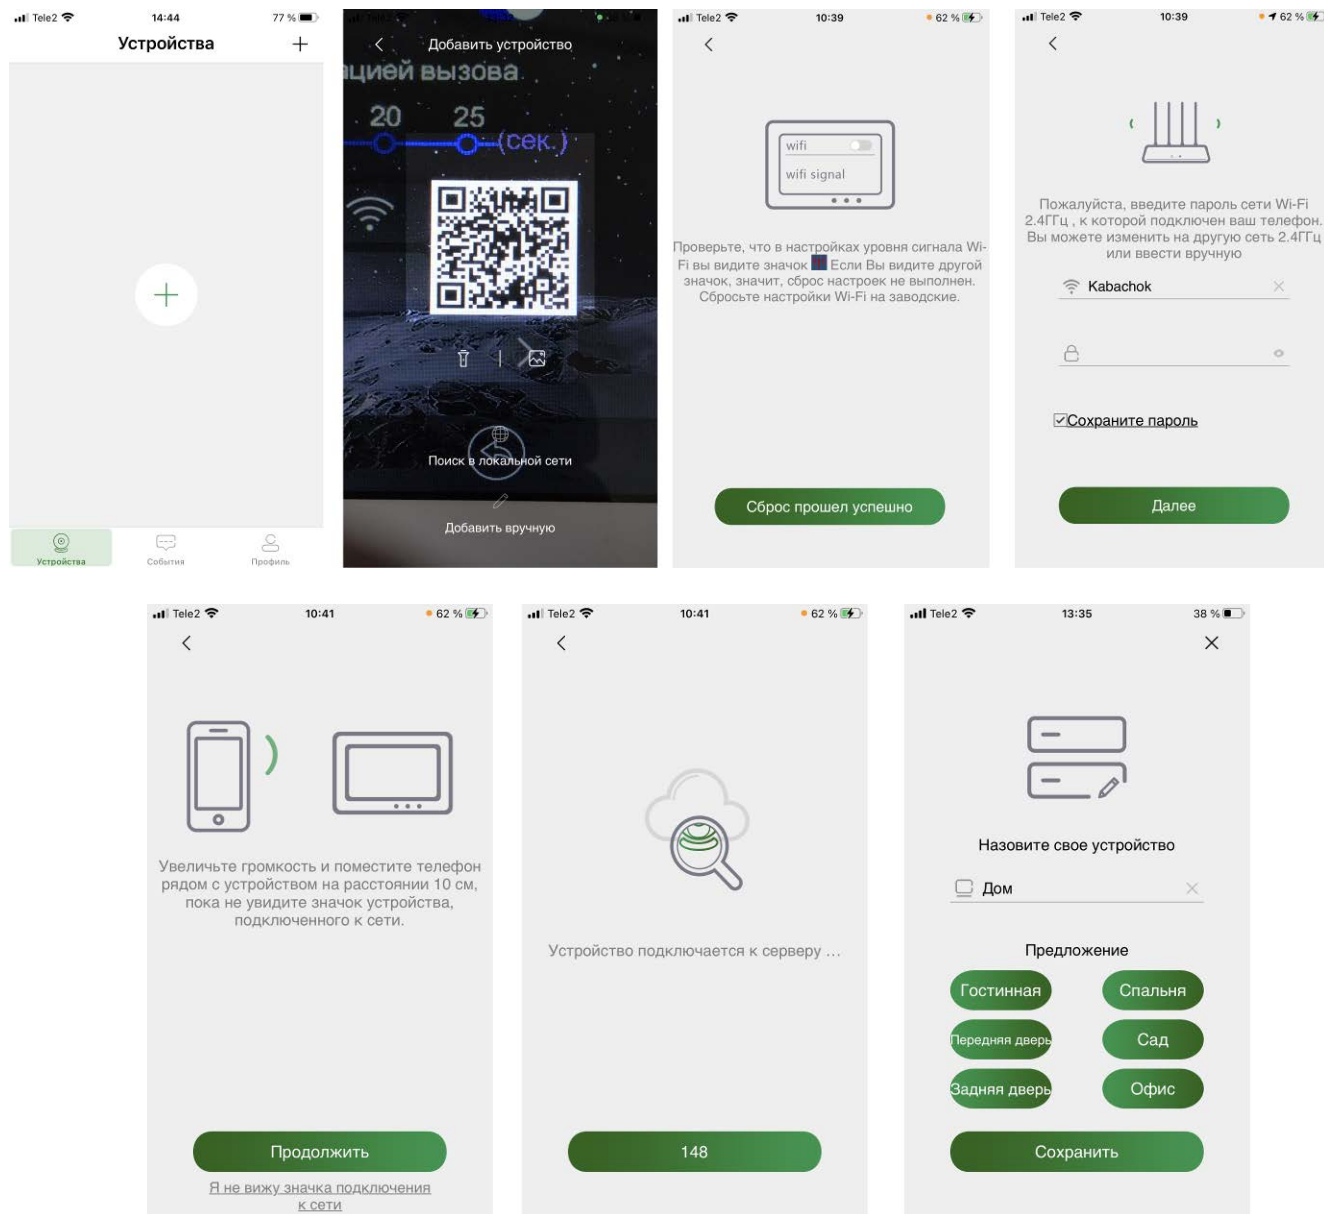 Tele2
14:44
77 %
Устройства
Устройства
События
Профиль
Добавить устройство
ацией вызова
20
25
(сек.)
Поиск в локальной сети
Добавить вручную
Tele2
10:39
62 %
wifi
wifi signal
Проверьте, что в настройках уровня сигнала Wi-
Fi вы видите значок Если Вы видите другой
значок, значит, сброс настроек не выполнен.
Сбросьте настройки Wi-Fi на заводские.
Сброс прошел успешно
Tele2
10:39
62 %
Пожалуйста, введите пароль сети Wi-Fi
2.4ГГц , к которой подключен ваш телефон.
Вы можете изменить на другую сеть 2.4ГГц
или ввести вручную
Kabachok
Сохраните пароль
Далее
Tele2
10:41
62 %
Увеличьте громкость и поместите телефон
рядом с устройством на расстоянии 10 см,
пока не увидите значок устройства,
подключенного к сети.
Продолжить
Я не вижу значка подключения
к сети
Tele2
10:41
62 %
Устройство подключается к серверу ...
148
Tele2
13:35
38 %
Назовите свое устройство
Дом
Предложение
Гостинная
Спальня
Передняя дверь
Сад
Задняя дверь
Офис
Сохранить